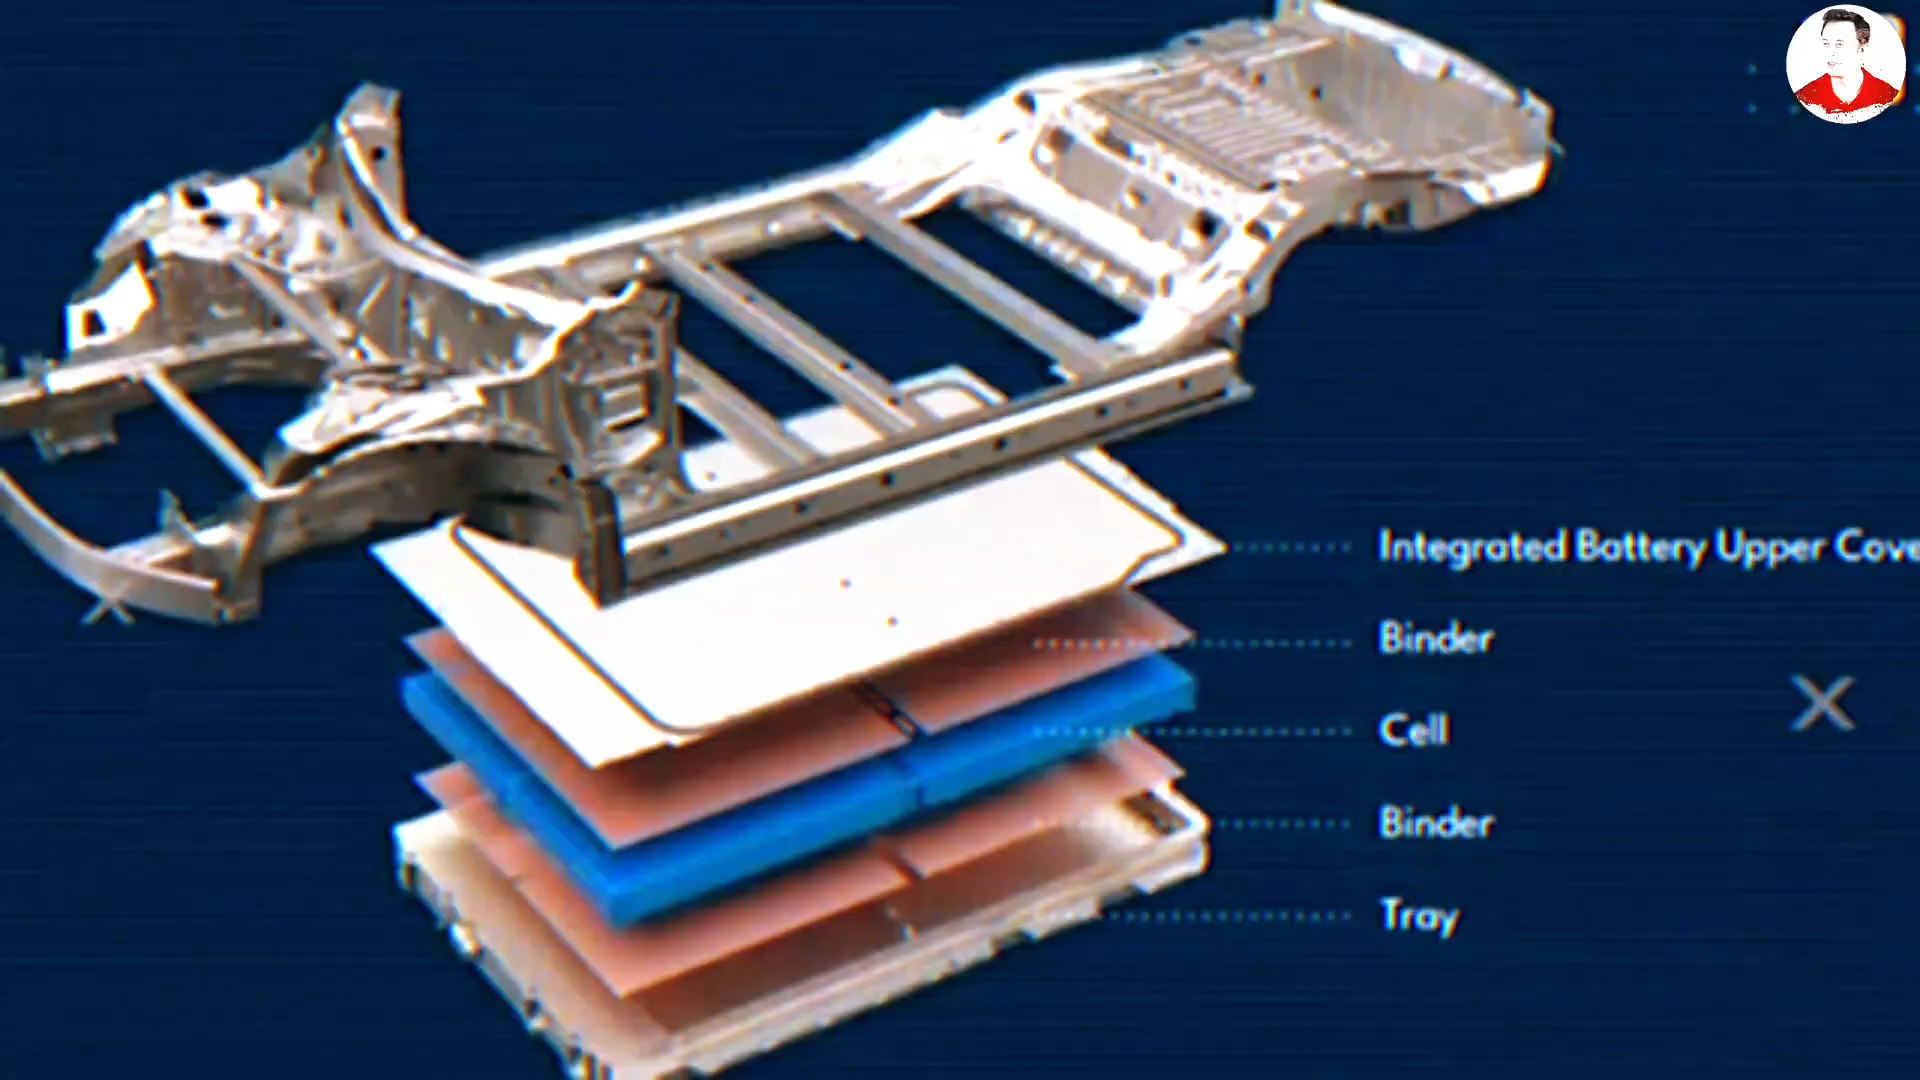 Integrated Battery Upper Cove
Binder
Cell
Binder
Tray